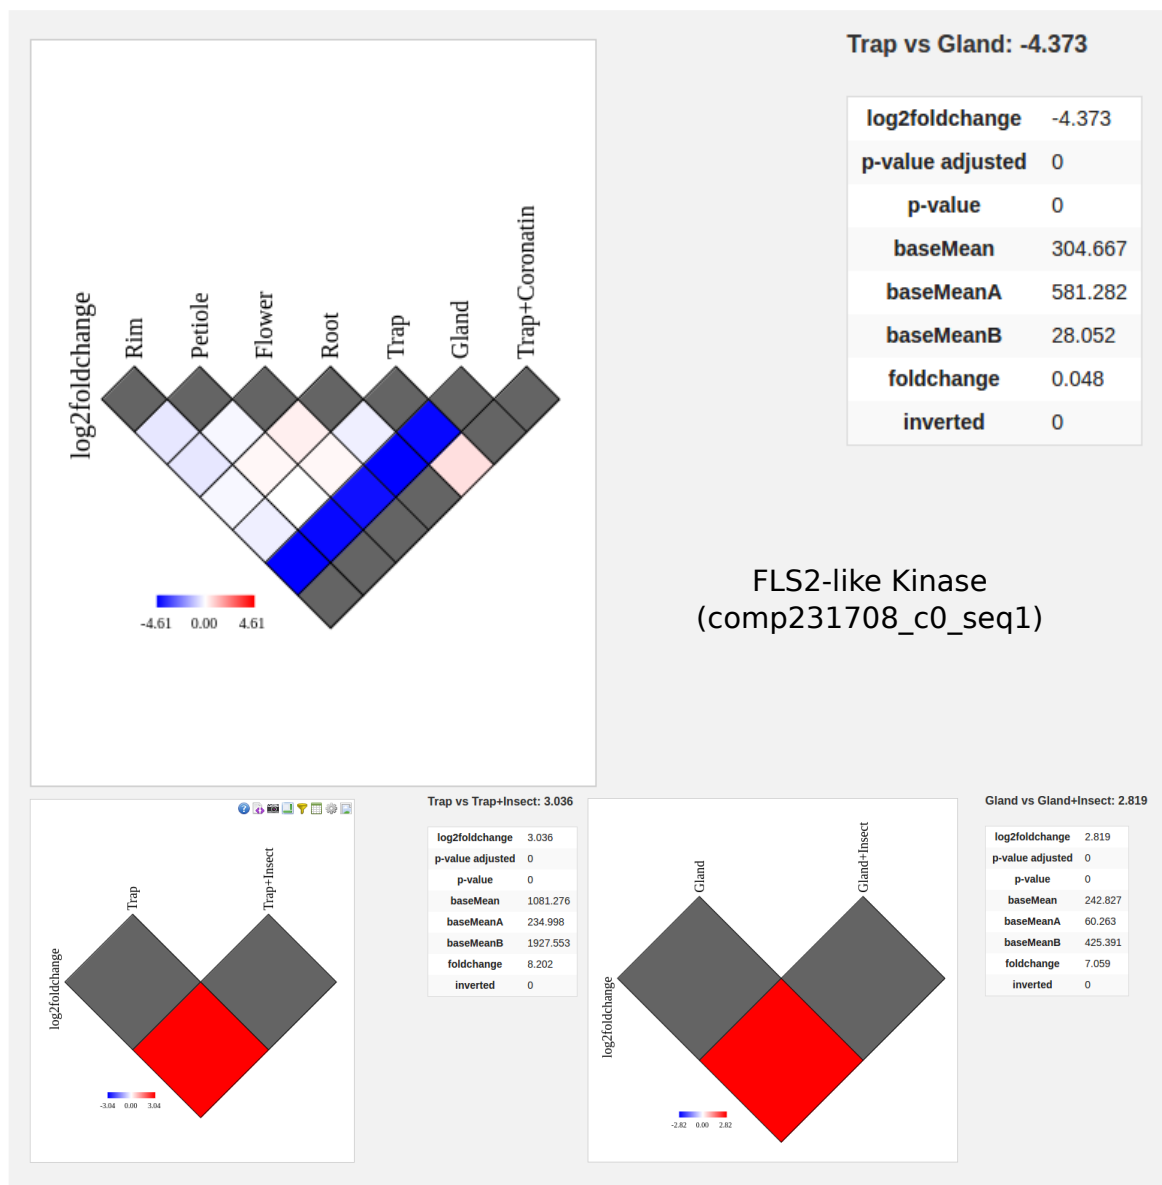 Trap vs Gland: -4.373
log2foldchange -4.373
p-value adjusted 0
p-value 0
baseMean 304.667
baseMeanA 581.282
baseMeanB 28.052
foldchange 0.048
inverted 0
log2foldchange
Rim
Petiole
Flower
Root
Trap
Gland
Trap+Coronatin
-4.61 0.00 4.61
FLS2-like Kinase
(comp231708_c0_seq1)
Trap vs Trap+Insect: 3.036
log2foldchange 3.036
p-value adjusted 0
p-value 0
baseMean 1081.276
baseMeanA 234.998
baseMeanB 1927.553
foldchange 8.202
inverted 0
log2foldchange
Trap
Trap+Insect
-3.04 0.00 3.04
Gland vs Gland+Insect: 2.819
log2foldchange 2.819
p-value adjusted 0
p-value 0
baseMean 242.827
baseMeanA 60.263
baseMeanB 425.391
foldchange 7.059
inverted 0
log2foldchange
Gland
Gland+Insect
-2.82 0.00 2.82